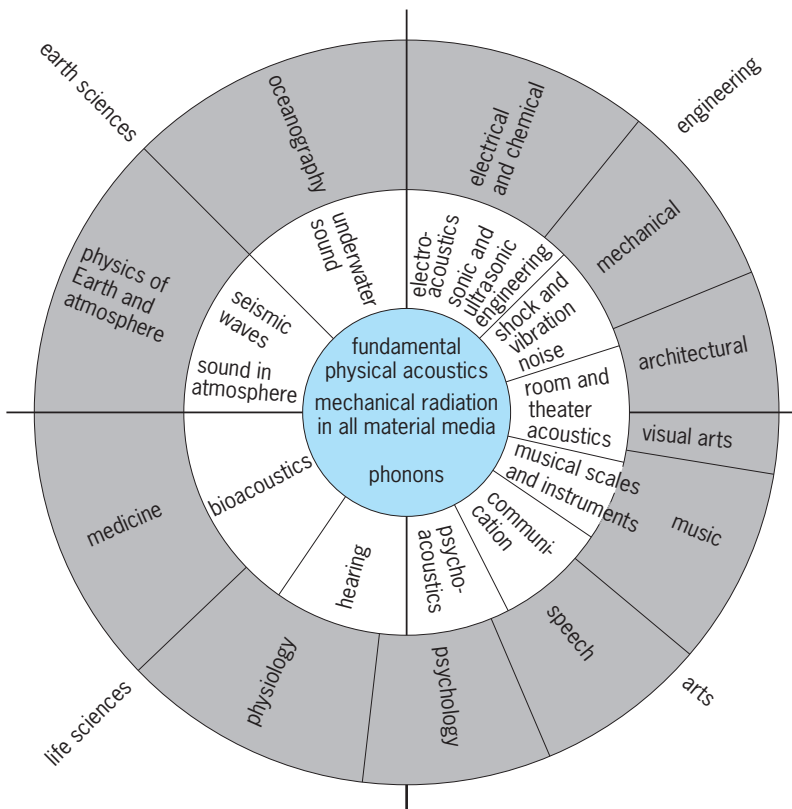 earth sciences
engineering
life sciences
arts
oceanography
electrical
and chemical
mechanical
architectural
visual arts
music
speech
psychology
physiology
medicine
physics of
Earth and
atmosphere
underwater
sound
electro-
acoustics
sonic and
ultrasonic
engineering
shock and
vibration
noise
room and
theater
acoustics
musical scales
and instruments
communi-
cation
psycho-
acoustics
hearing
bioacoustics
seismic
waves
sound in
atmosphere
fundamental
physical acoustics
mechanical radiation
in all material media
phonons